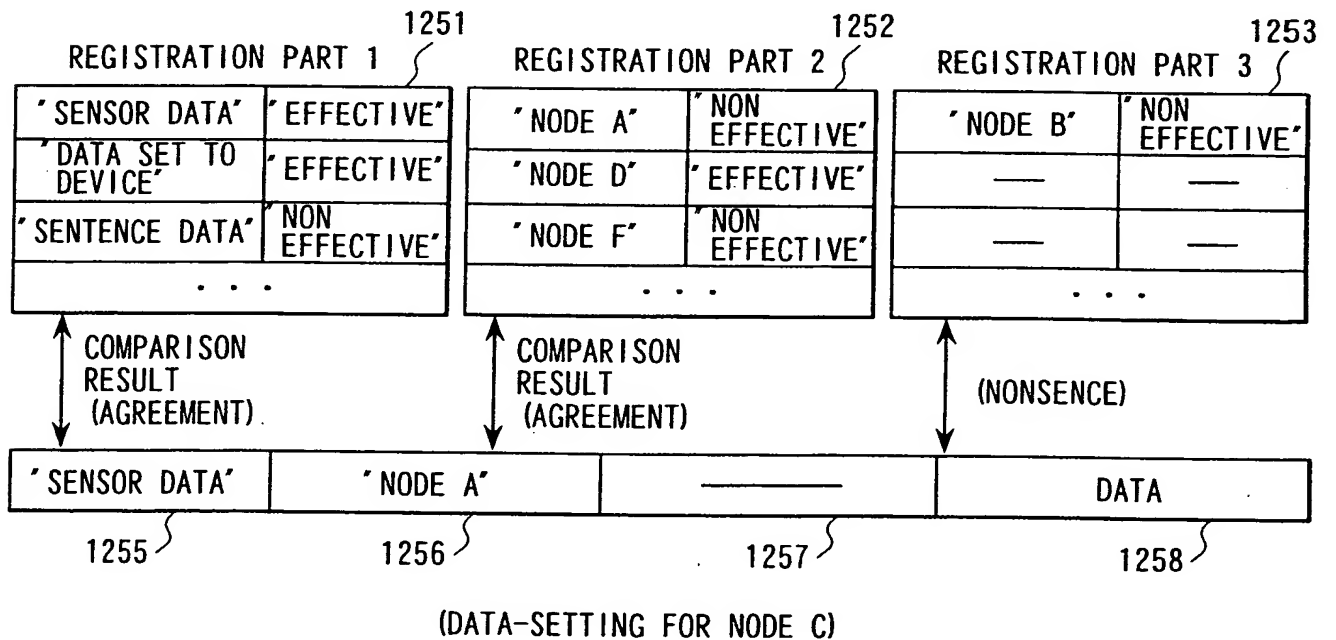 1251
1252
1253
REGISTRATION PART 1
REGISTRATION PART 2
REGISTRATION PART 3
"SENSOR DATA" "EFFECTIVE"
"DATA SET TO
DEVICE" "EFFECTIVE"
"SENTENCE DATA" "NON
EFFECTIVE"
. . .
"NODE A" "NON
EFFECTIVE"
"NODE D" "EFFECTIVE"
"NODE F" "NON
EFFECTIVE"
. . .
"NODE B" "NON
EFFECTIVE"
— —
— —
. . .
COMPARISON
RESULT
(AGREEMENT)
COMPARISON
RESULT
(AGREEMENT)
(NONSENCE)
"SENSOR DATA" "NODE A" — DATA
1255
1256
1257
1258
(DATA-SETTING FOR NODE C)